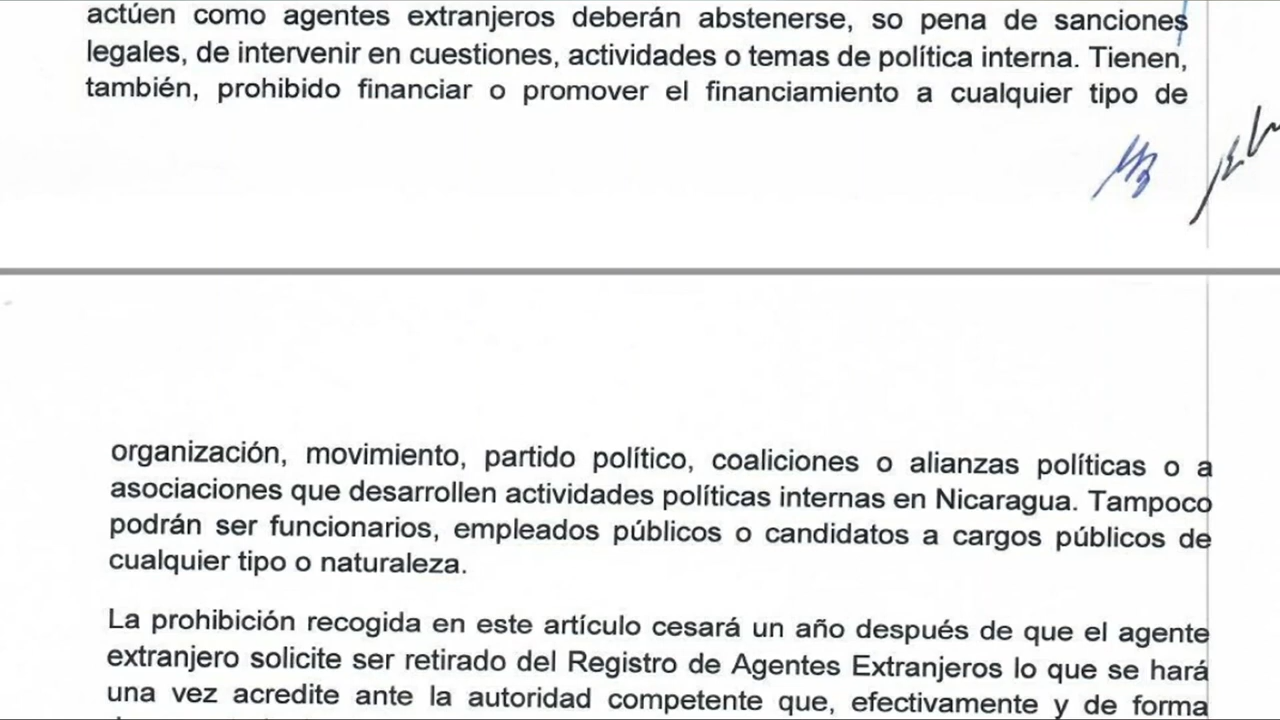 actúen como agentes extranjeros deberán abstenerse, so pena de sanciones
legales, de intervenir en cuestiones, actividades o temas de política interna. Tienen,
también, prohibido financiar o promover el financiamiento a cualquier tipo de
organización, movimiento, partido político, coaliciones o alianzas políticas o a
asociaciones que desarrollen actividades políticas internas en Nicaragua. Tampoco
podrán ser funcionarios, empleados públicos o candidatos a cargos públicos de
cualquier tipo o naturaleza.
La prohibición recogida en este artículo cesará un año después de que el agente
extranjero solicite ser retirado del Registro de Agentes Extranjeros lo que se hará
una vez acredite ante la autoridad competente que, efectivamente y de forma